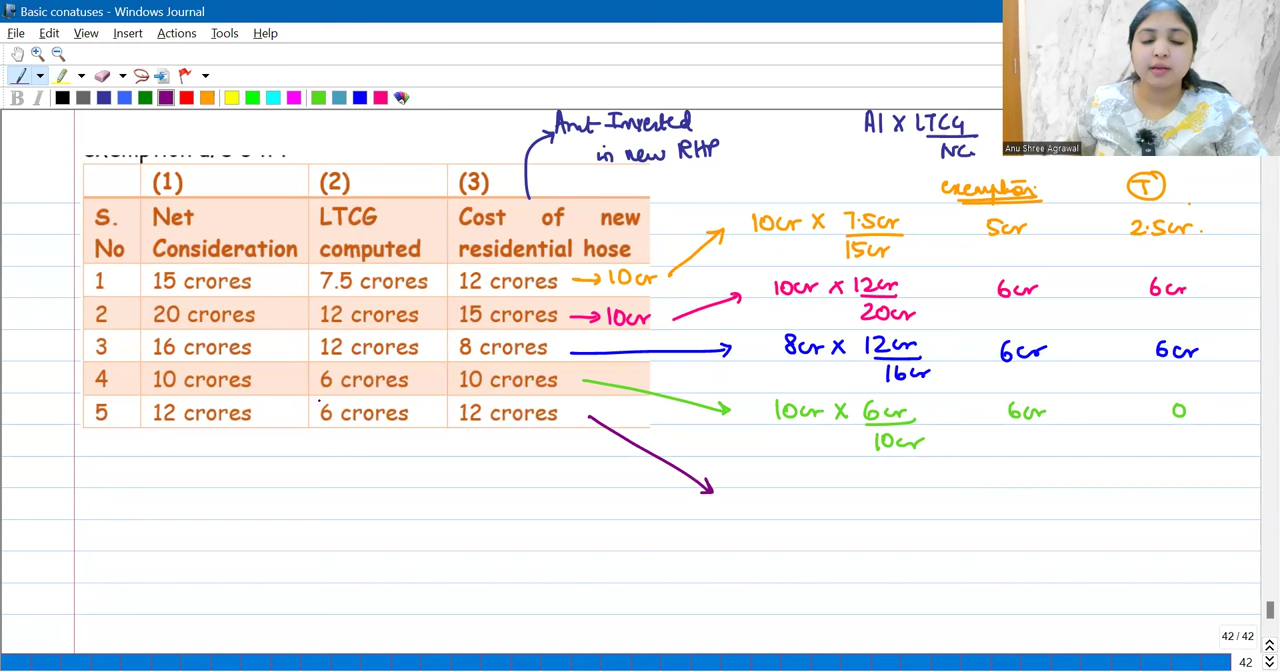 Basic conatuses - Windows Journal
File Edit View Insert Actions Tools Help
B I
Anu Shree Agrawal
Amt Invested
in new RHP
AI X LTCG
NC
(1) (2) (3)
S. No Net Consideration LTCG computed Cost of new residential hose
1 15 crores 7.5 crores 12 crores → 10cr
2 20 crores 12 crores 15 crores → 10cr
3 16 crores 12 crores 8 crores
4 10 crores 6 crores 10 crores
5 12 crores 6 crores 12 crores
exemption T
10cr X 7.5cr 5cr 2.5cr.
15cr
10cr X 12cr 6cr 6cr
20cr
8cr X 12cr 6cr 6cr
16cr
10cr X 6cr 6cr 0
10cr
42 / 42
42